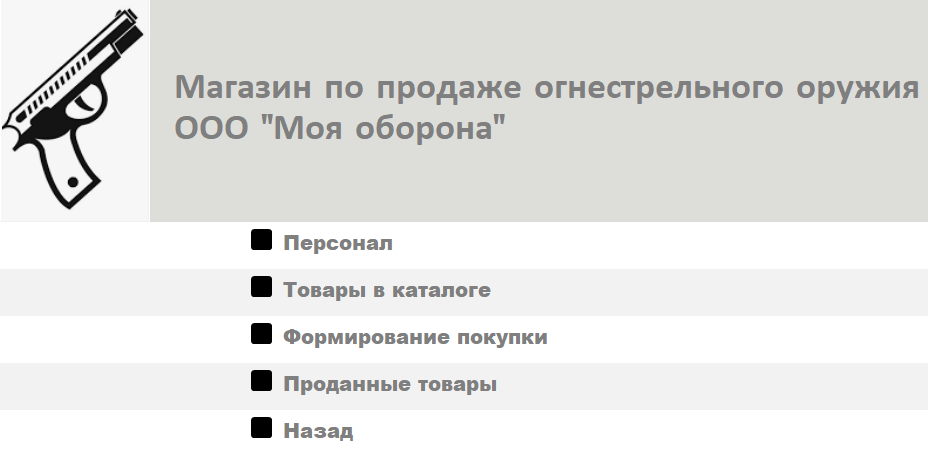 Магазин по продаже огнестрельного оружия
ООО "Моя оборона"
Персонал
Товары в каталоге
Формирование покупки
Проданные товары
Назад